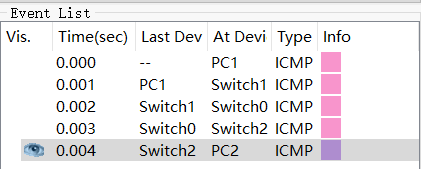 Event List
Vis. Time(sec) Last Dev At Devi Type Info
0.000 -- PC1 ICMP
0.001 PC1 Switch1 ICMP
0.002 Switch1 Switch0 ICMP
0.003 Switch0 Switch2 ICMP
0.004 Switch2 PC2 ICMP